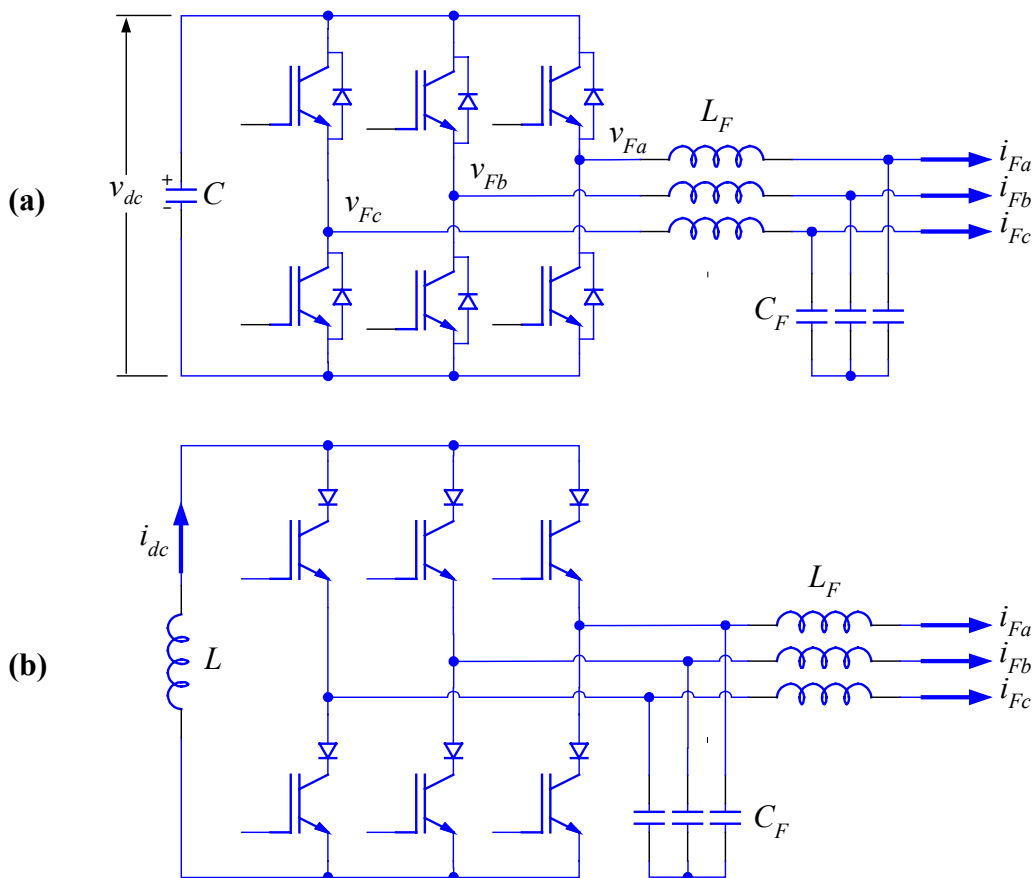 (a)
v_dc
+
−
C
v_Fa
v_Fb
v_Fc
L_F
i_Fa
i_Fb
i_Fc
C_F
(b)
i_dc
L
L_F
i_Fa
i_Fb
i_Fc
C_F